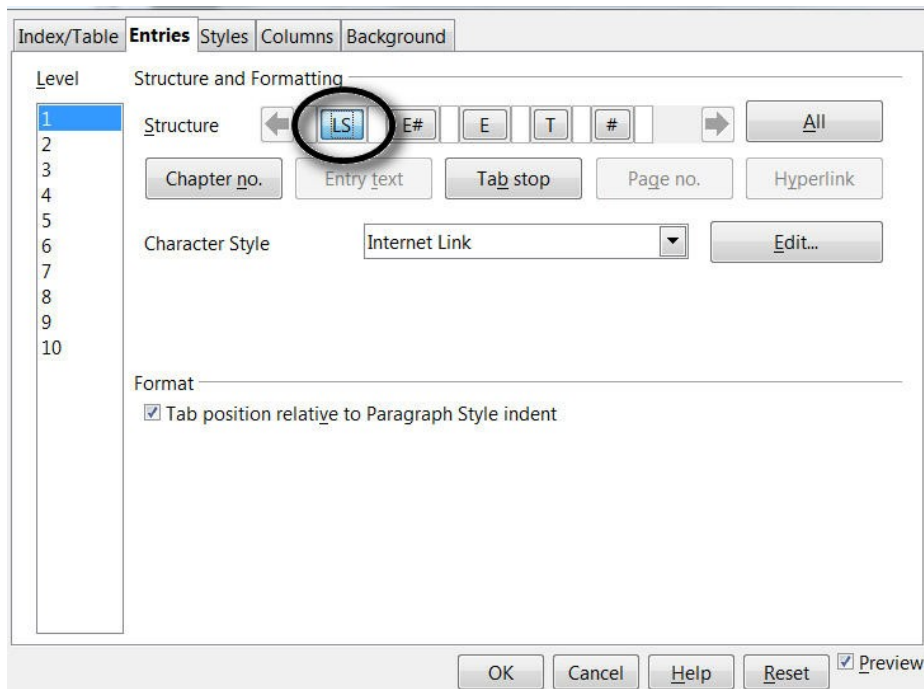 Index/Table Entries Styles Columns Background
Level Structure and Formatting
1
2
3
4
5
6
7
8
9
10
Structure LS E# E T # All
Chapter no. Entry text Tab stop Page no. Hyperlink
Character Style Internet Link Edit...
Format
Tab position relative to Paragraph Style indent
OK Cancel Help Reset Preview